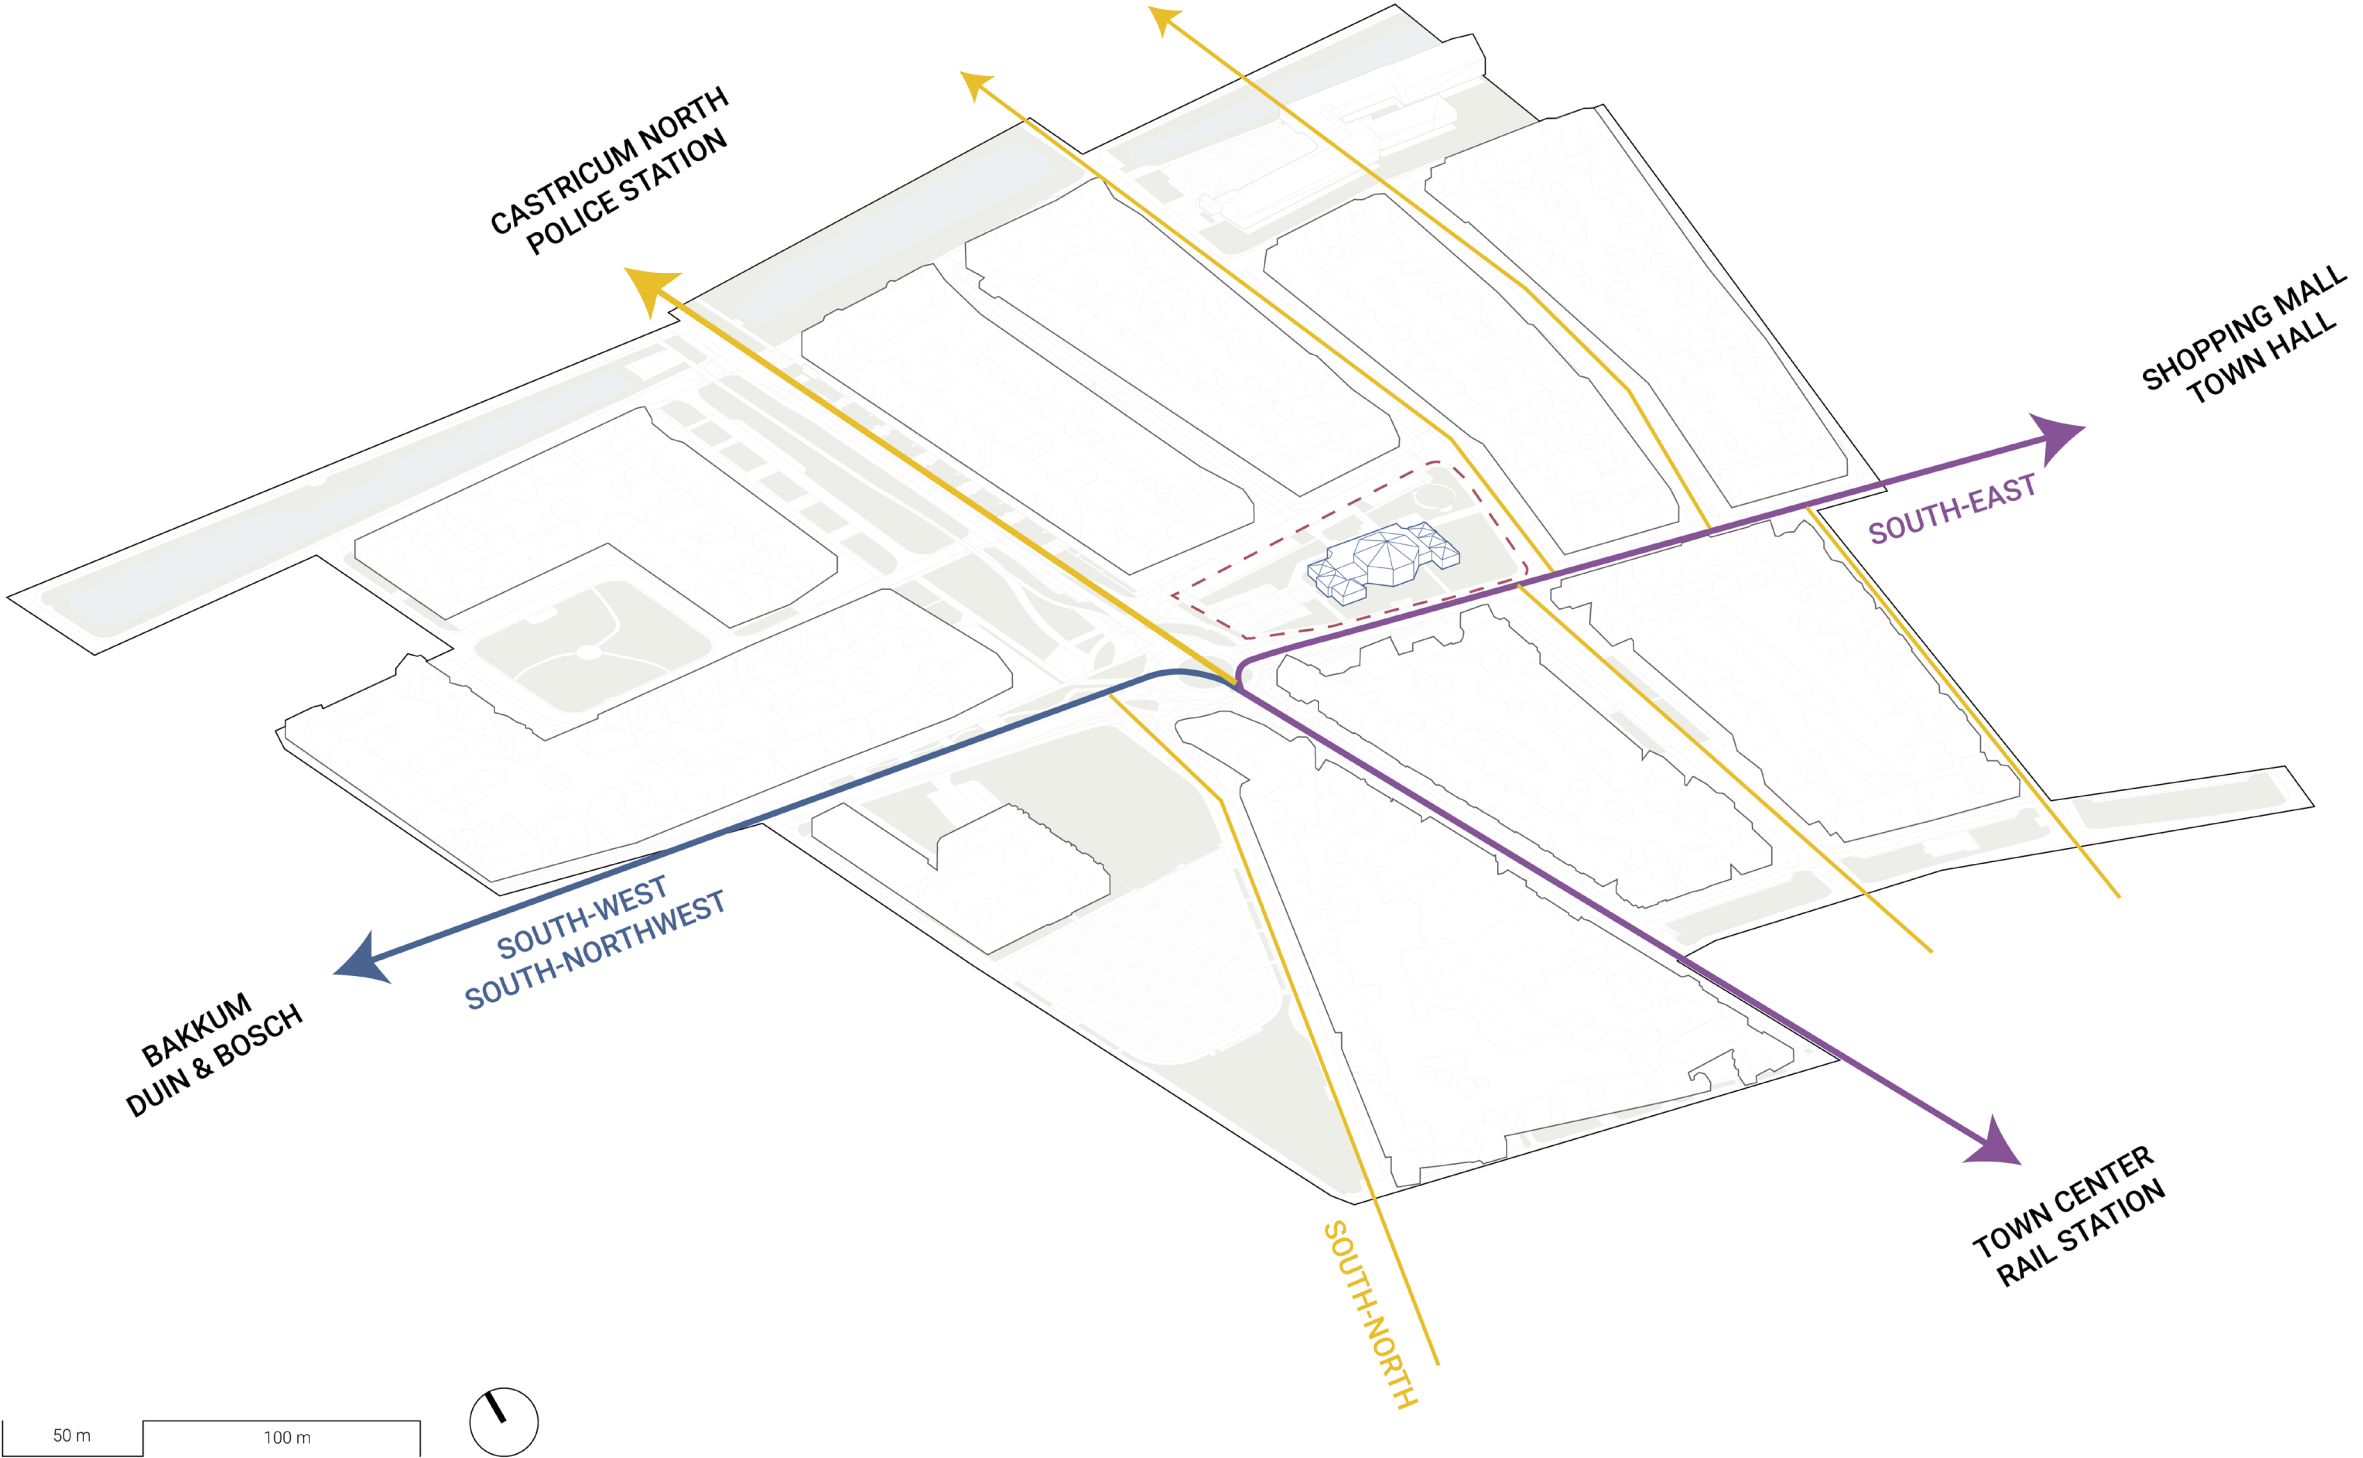 CASTRICUM NORTH
POLICE STATION
SHOPPING MALL
TOWN HALL
SOUTH-EAST
SOUTH-WEST
SOUTH-NORTHWEST
BAKKUM
DUIN & BOSCH
TOWN CENTER
RAIL STATION
SOUTH-NORTH
50 m
100 m